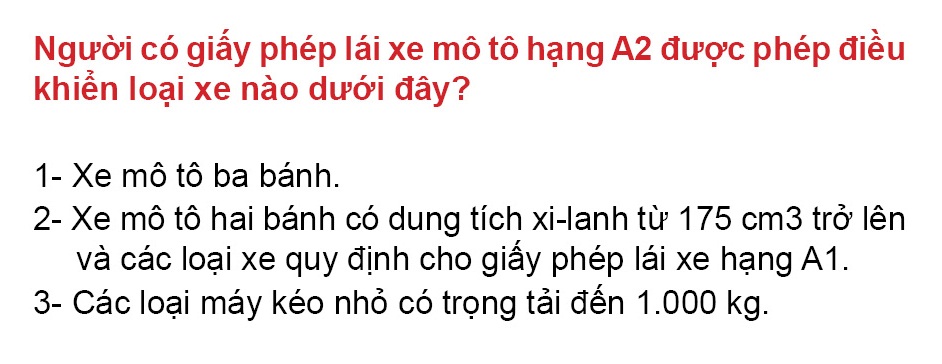 Người có giấy phép lái xe mô tô hạng A2 được phép điều
khiển loại xe nào dưới đây?
1- Xe mô tô ba bánh.
2- Xe mô tô hai bánh có dung tích xi-lanh từ 175 cm3 trở lên
và các loại xe quy định cho giấy phép lái xe hạng A1.
3- Các loại máy kéo nhỏ có trọng tải đến 1.000 kg.